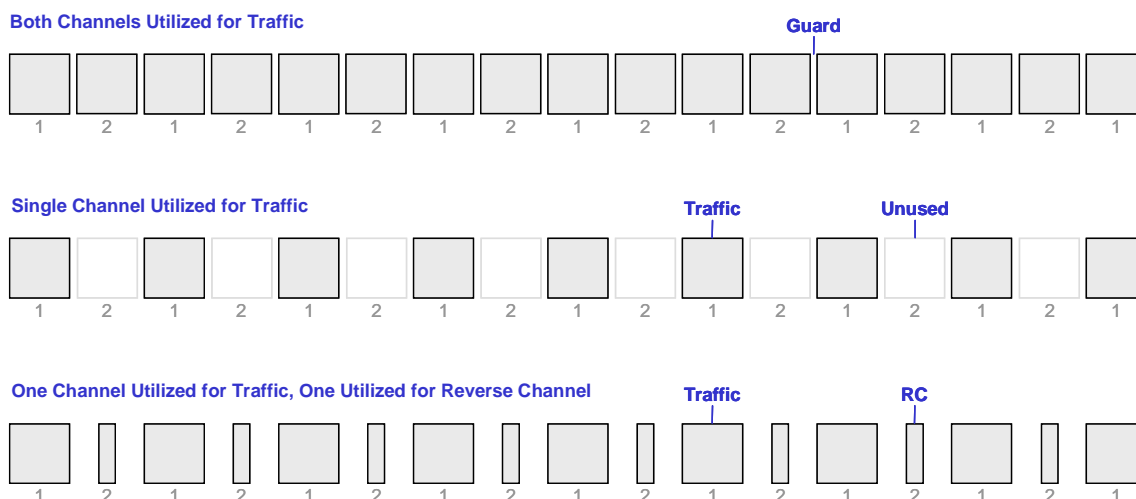 Both Channels Utilized for Traffic
Guard
1 2 1 2 1 2 1 2 1 2 1 2 1 2 1 2 1
Single Channel Utilized for Traffic
Traffic
Unused
1 2 1 2 1 2 1 2 1 2 1 2 1 2 1 2 1
One Channel Utilized for Traffic, One Utilized for Reverse Channel
Traffic
RC
1 2 1 2 1 2 1 2 1 2 1 2 1 2 1 2 1